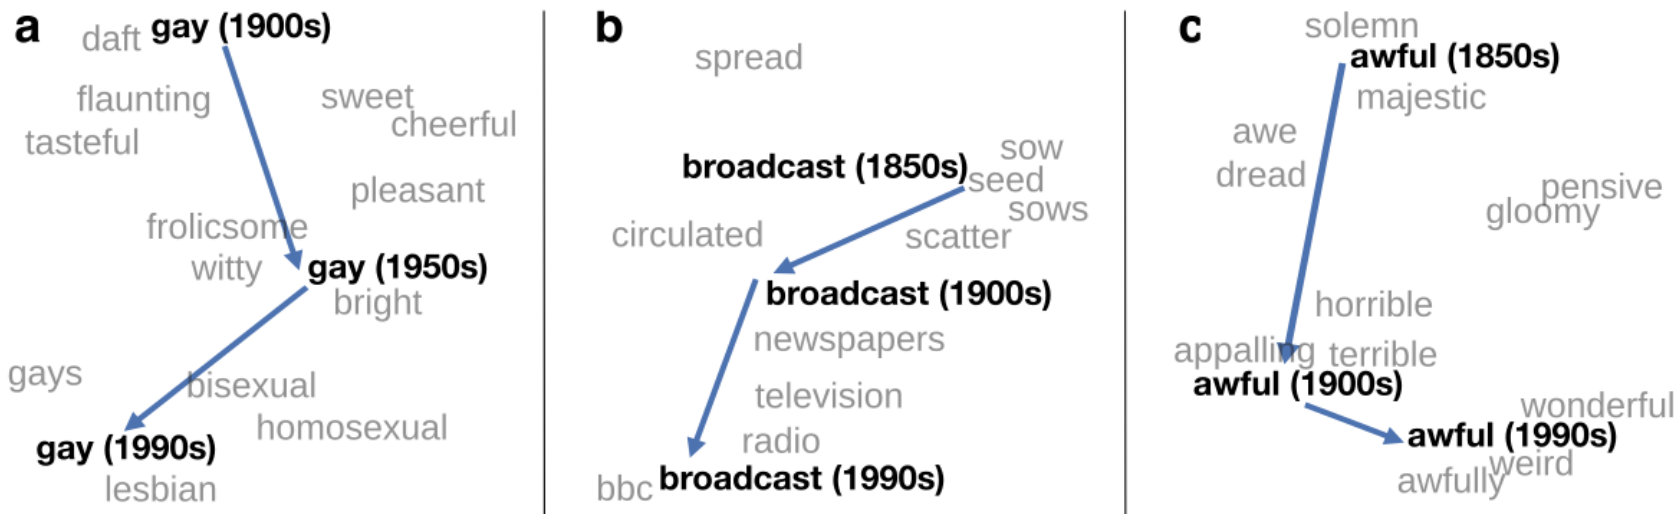 a
daft gay (1900s)
flaunting
sweet
cheerful
tasteful
pleasant
frolicsome
witty
gay (1950s)
bright
gays
bisexual
homosexual
gay (1990s)
lesbian
b
spread
broadcast (1850s)
sow
seed
sows
circulated
scatter
broadcast (1900s)
newspapers
television
radio
bbc broadcast (1990s)
c
solemn
awful (1850s)
majestic
awe
dread
pensive
gloomy
horrible
appalling terrible
awful (1900s)
wonderful
awful (1990s)
weird
awfully